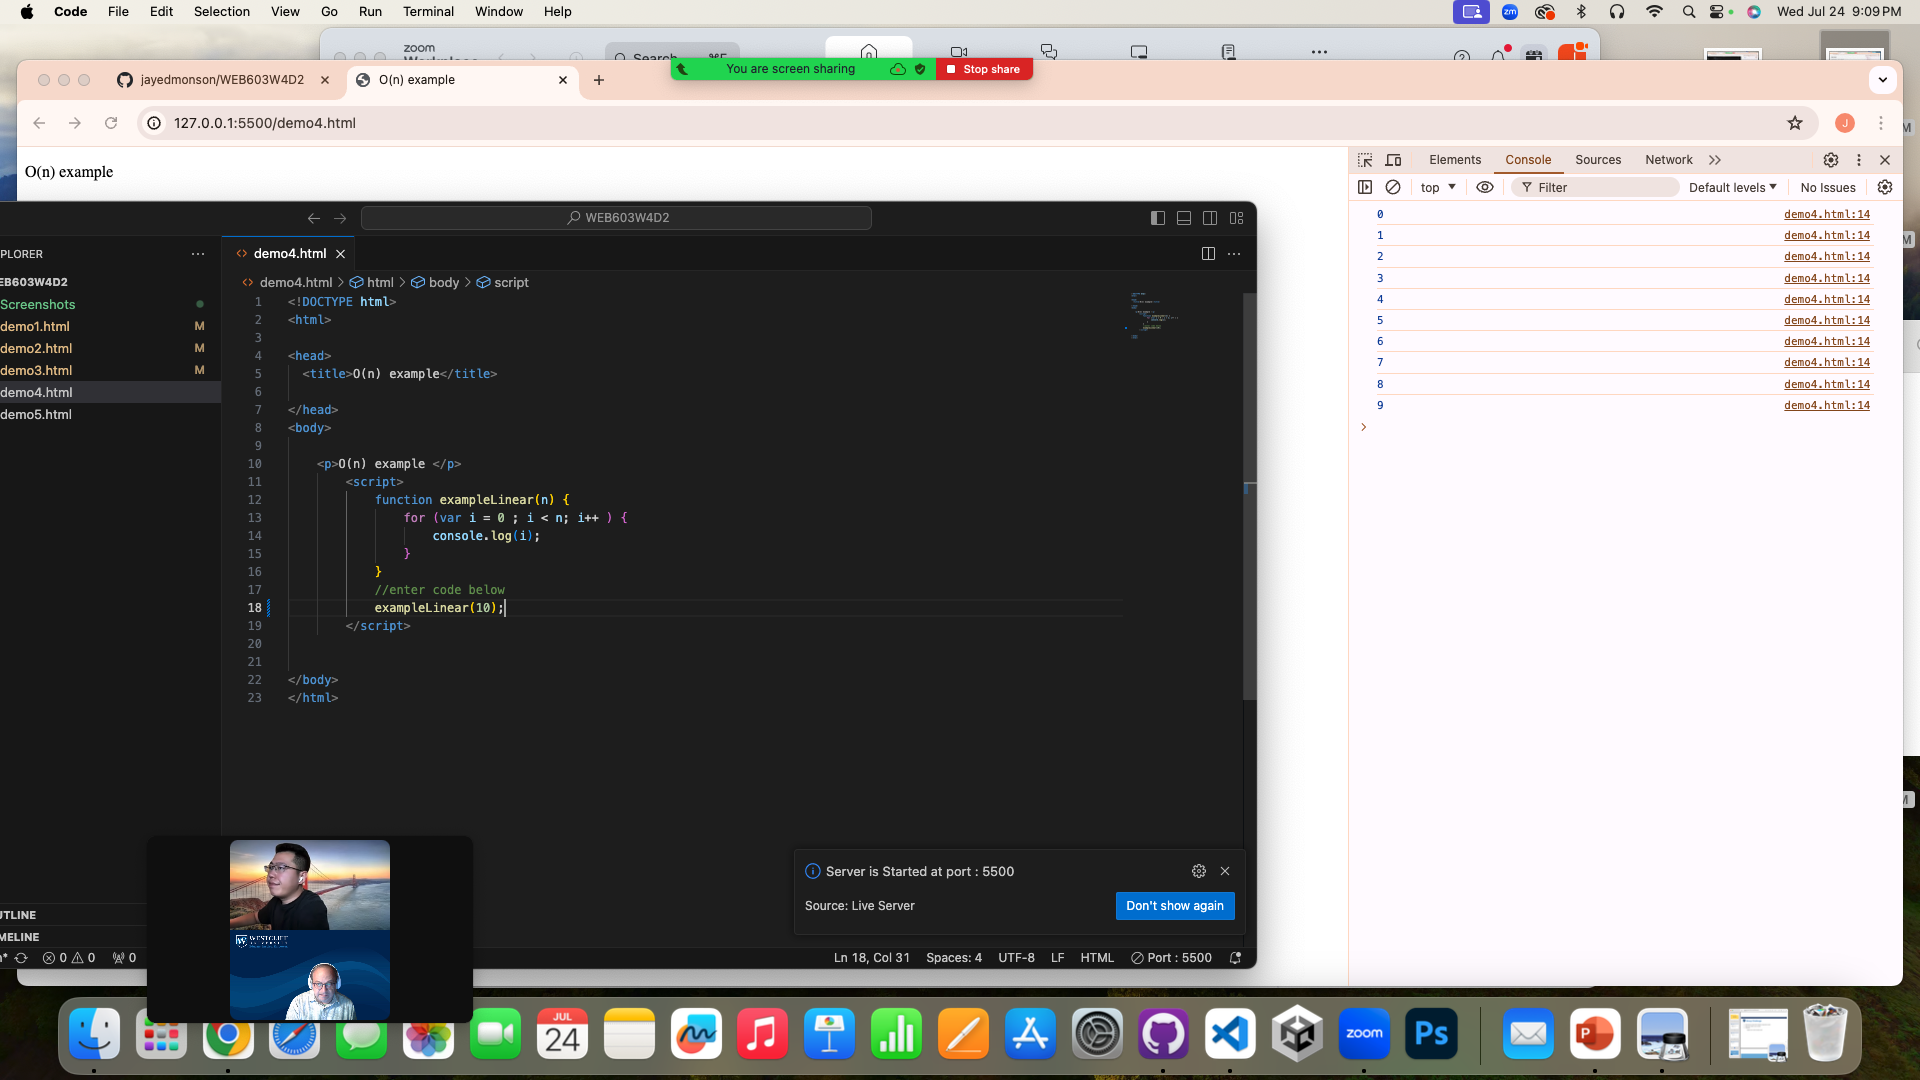 Code File Edit Selection View Go Run Terminal Window Help
zm
Wed Jul 24 9:09 PM
zoom
Search
You are screen sharing
Stop share
jayedmonson/WEB603W4D2
O(n) example
127.0.0.1:5500/demo4.html
J
O(n) example
Elements Console Sources Network
top
Filter
Default levels
No Issues
0 demo4.html:14
1 demo4.html:14
2 demo4.html:14
3 demo4.html:14
4 demo4.html:14
5 demo4.html:14
6 demo4.html:14
7 demo4.html:14
8 demo4.html:14
9 demo4.html:14
WEB603W4D2
PLORER
demo4.html
EB603W4D2
Screenshots
demo1.html M
demo2.html M
demo3.html M
demo4.html
demo5.html
demo4.html > html > body > script
1 <!DOCTYPE html>
2 <html>
3
4 <head>
5 <title>O(n) example</title>
6
7 </head>
8 <body>
9
10 <p>O(n) example </p>
11 <script>
12 function exampleLinear(n) {
13 for (var i = 0 ; i < n; i++ ) {
14 console.log(i);
15 }
16 }
17 //enter code below
18 exampleLinear(10);
19 </script>
20
21
22 </body>
23 </html>
Server is Started at port : 5500
Source: Live Server
Don't show again
UTLINE
MELINE
0 0 0
Ln 18, Col 31 Spaces: 4 UTF-8 LF HTML Port : 5500
WESTCLIFF
JUL
24
zoom
Ps
P